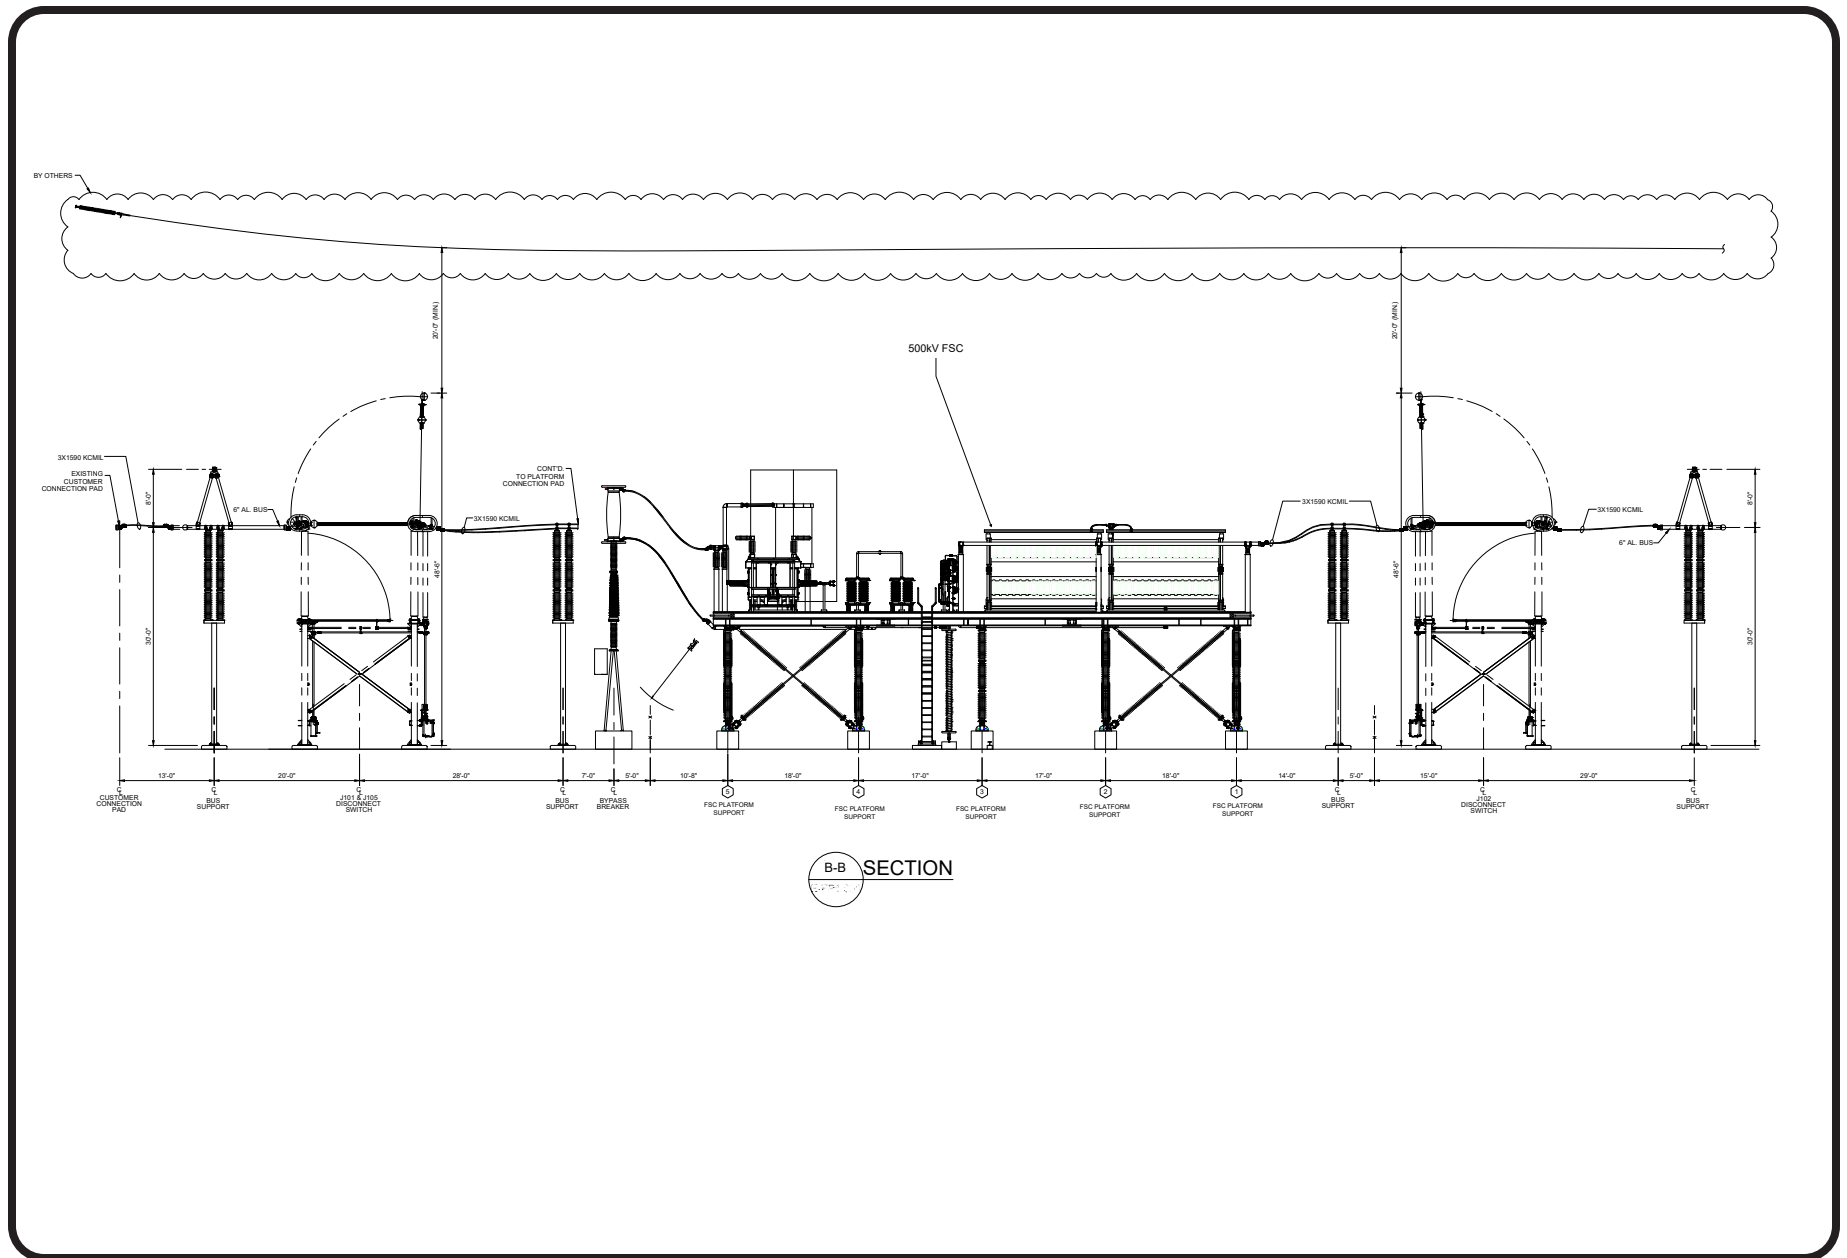 BY OTHERS
20'-0" (MIN.)
20'-0" (MIN.)
500kV FSC
3X1590 KCMIL
EXISTING
CUSTOMER
CONNECTION PAD
8'-0"
6" AL. BUS
3X1590 KCMIL
CONT'D.
TO PLATFORM
CONNECTION PAD
3X1590 KCMIL
3X1590 KCMIL
6" AL. BUS
8'-0"
30'-0"
48'-6"
48'-6"
30'-0"
13'-0"
20'-0"
28'-0"
7'-0"
5'-0"
10'-8"
18'-0"
17'-0"
17'-0"
18'-0"
14'-0"
5'-0"
15'-0"
29'-0"
CUSTOMER
CONNECTION
PAD
BUS
SUPPORT
J101 & J105
DISCONNECT
SWITCH
BUS
SUPPORT
BYPASS
BREAKER
5
FSC PLATFORM
SUPPORT
4
FSC PLATFORM
SUPPORT
3
FSC PLATFORM
SUPPORT
2
FSC PLATFORM
SUPPORT
1
FSC PLATFORM
SUPPORT
BUS
SUPPORT
J102
DISCONNECT
SWITCH
BUS
SUPPORT
B-B SECTION